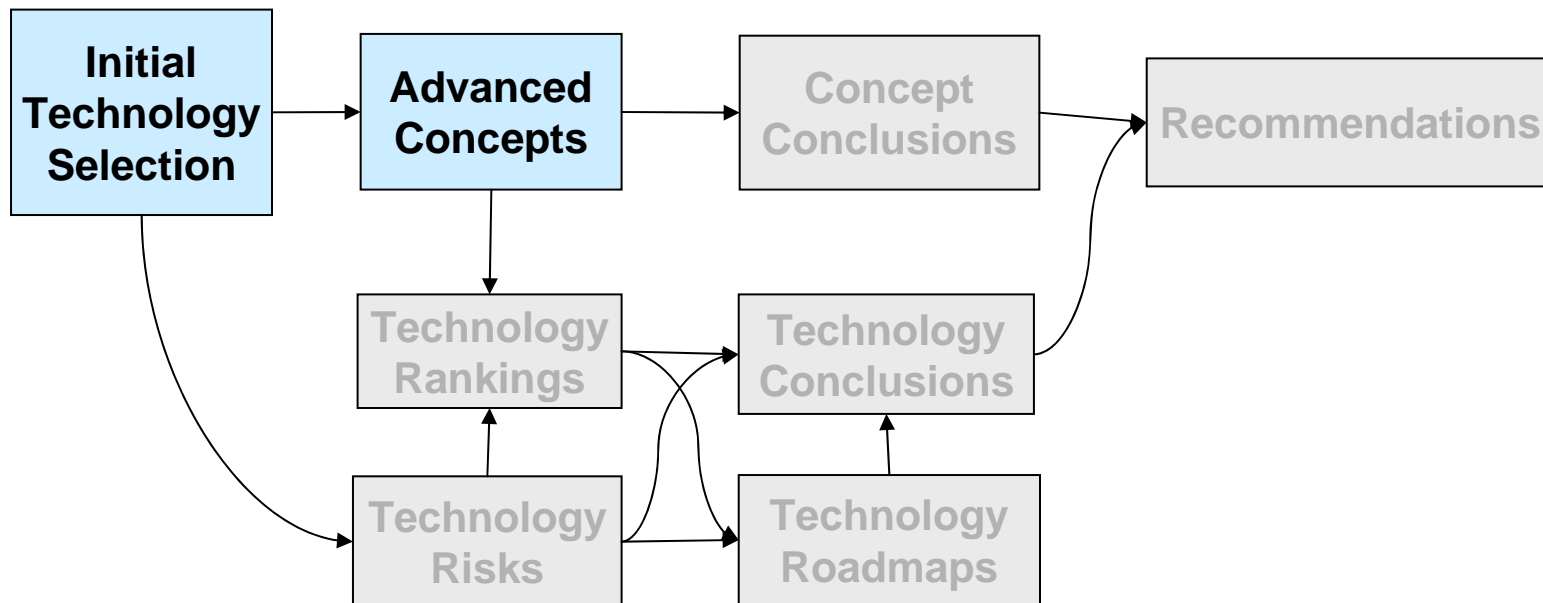 Initial
Technology
Selection
Advanced
Concepts
Concept
Conclusions
Recommendations
Technology
Rankings
Technology
Conclusions
Technology
Risks
Technology
Roadmaps